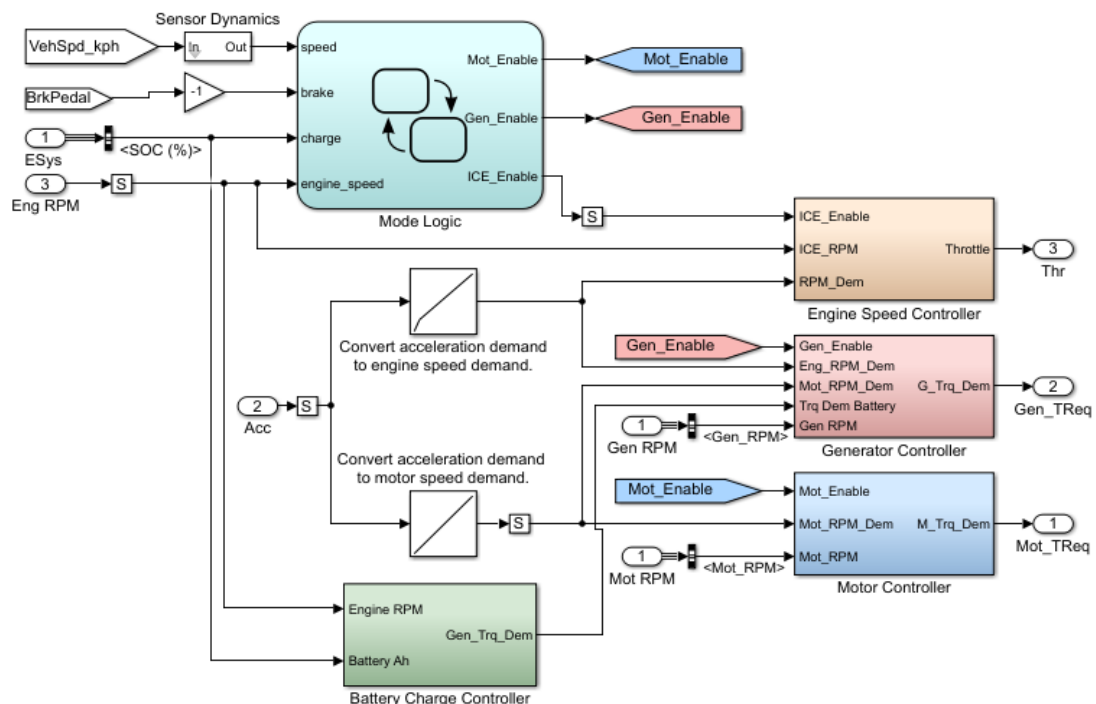 Sensor Dynamics
VehSpd_kph
In
Out
speed
BrkPedal
-1
brake
1
ESys
<SOC (%)>
charge
3
Eng RPM
S
engine_speed
Mot_Enable
Gen_Enable
ICE_Enable
Mode Logic
Mot_Enable
Gen_Enable
S
ICE_Enable
ICE_RPM
RPM_Dem
Throttle
Engine Speed Controller
3
Thr
Convert acceleration demand
to engine speed demand.
2
Acc
S
Convert acceleration demand
to motor speed demand.
S
Gen_Enable
1
Gen RPM
<Gen_RPM>
Gen_Enable
Eng_RPM_Dem
Mot_RPM_Dem
Trq Dem Battery
Gen RPM
G_Trq_Dem
Generator Controller
2
Gen_TReq
Mot_Enable
1
Mot RPM
<Mot_RPM>
Mot_Enable
Mot_RPM_Dem
Mot_RPM
M_Trq_Dem
Motor Controller
1
Mot_TReq
Engine RPM
Battery Ah
Gen_Trq_Dem
Battery Charge Controller